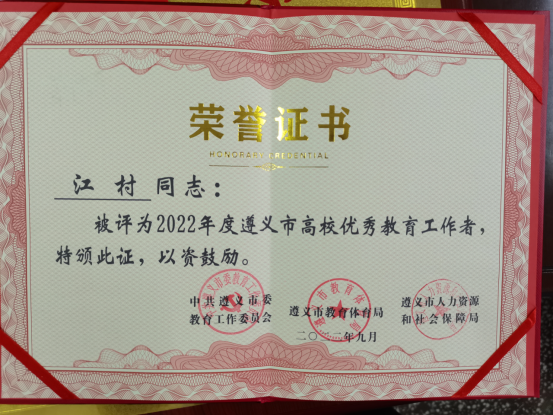 荣誉证书
HONORARY CREDENTIAL
江村同志：
被评为2022年度遵义市高校优秀教育工作者，
特颁此证，以资鼓励。
中共遵义市委
教育工作委员会
遵义市教育体育局
遵义市人力资源
和社会保障局
二〇二二年九月